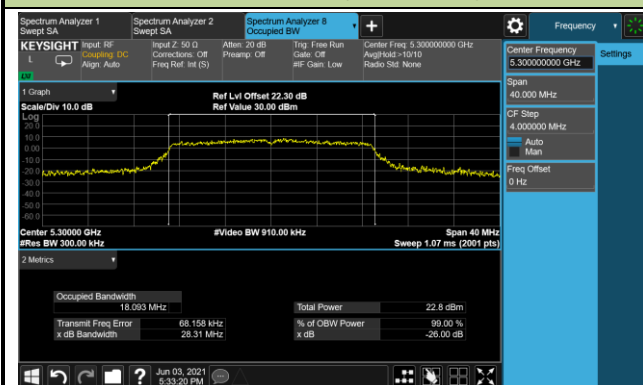 Spectrum Analyzer 1
Swept SA
Spectrum Analyzer 2
Swept SA
Spectrum Analyzer 8
Occupied BW
Frequency
KEYSIGHT
L
Input: RF
Coupling: DC
Align: Auto
Input Z: 50 Ω
Corrections: Off
Freq Ref: Int (S)
Atten: 20 dB
Preamp: Off
Trig: Free Run
Gate: Off
#IF Gain: Low
Center Freq: 5.300000000 GHz
Avg|Hold:>10/10
Radio Std: None
Center Frequency
5.300000000 GHz
Settings
Span
40.000 MHz
CF Step
4.000000 MHz
Auto
Man
Freq Offset
0 Hz
1 Graph
Scale/Div 10.0 dB
Ref Lvl Offset 22.30 dB
Ref Value 30.00 dBm
Log
20.0
10.0
0.00
-10.0
-20.0
-30.0
-40.0
-50.0
-60.0
Center 5.30000 GHz
#Res BW 300.00 kHz
#Video BW 910.00 kHz
Span 40 MHz
Sweep 1.07 ms (2001 pts)
2 Metrics
Occupied Bandwidth
18.093 MHz
Total Power 22.8 dBm
Transmit Freq Error 68.158 kHz
% of OBW Power 99.00 %
x dB Bandwidth 28.31 MHz
x dB -26.00 dB
Jun 03, 2021
5:33:20 PM